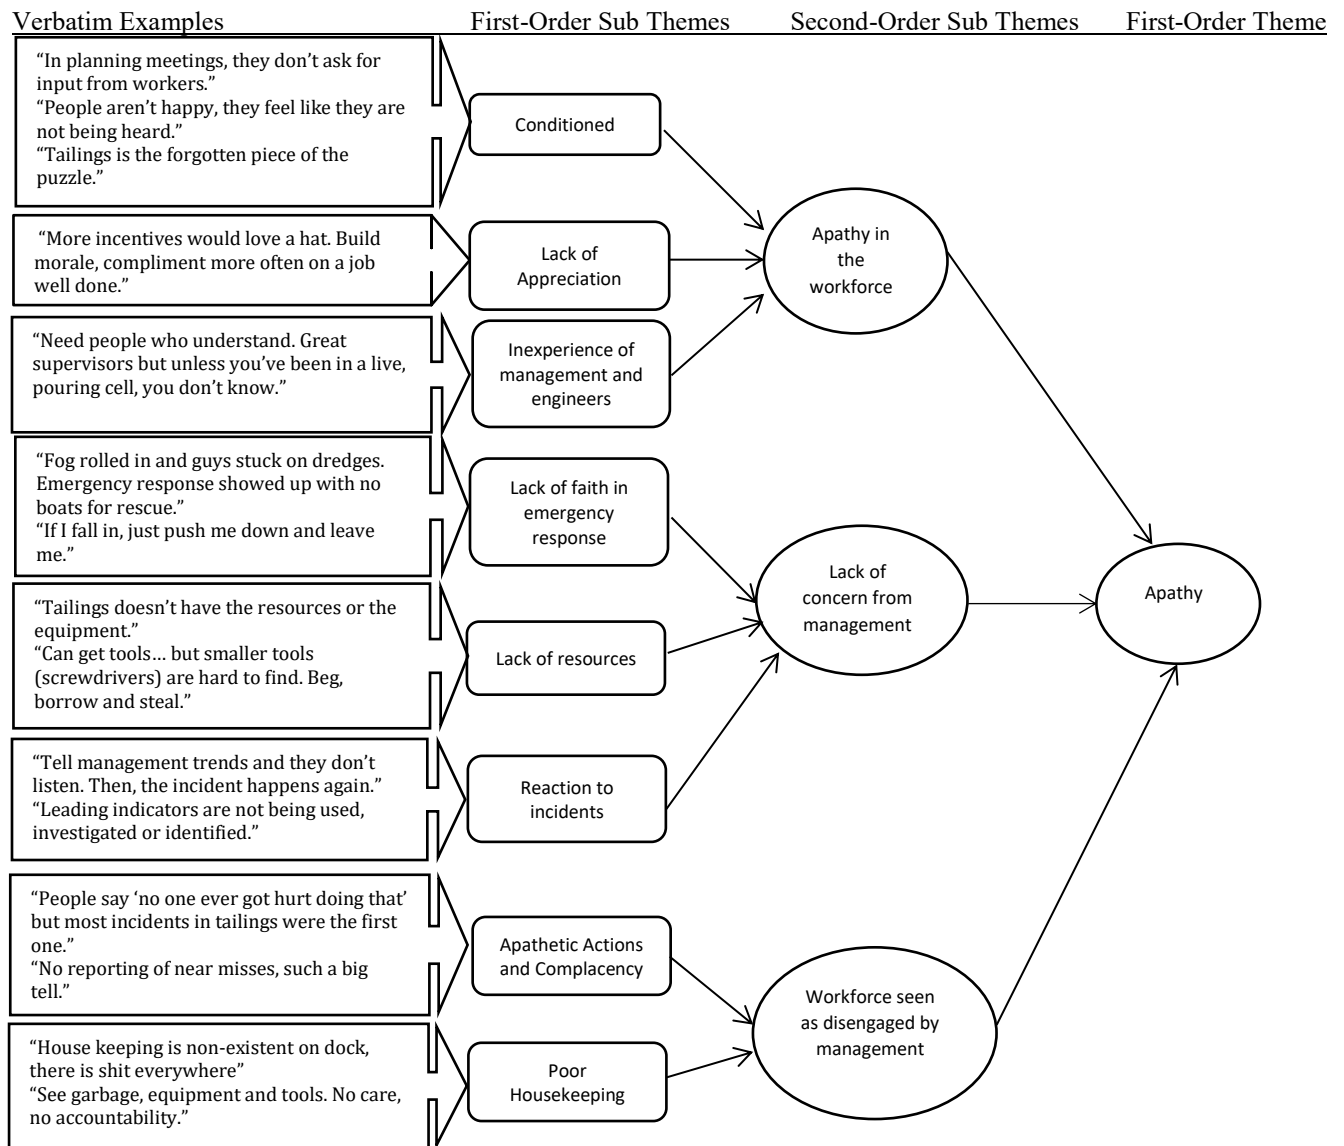 Verbatim Examples First-Order Sub Themes Second-Order Sub Themes First-Order Theme
“In planning meetings, they don’t ask for
input from workers.”
“People aren’t happy, they feel like they are
not being heard.”
“Tailings is the forgotten piece of the
puzzle.”
Conditioned
“More incentives would love a hat. Build
morale, compliment more often on a job
well done.”
Lack of
Appreciation
“Need people who understand. Great
supervisors but unless you’ve been in a live,
pouring cell, you don’t know.”
Inexperience of
management and
engineers
Apathy in
the
workforce
“Fog rolled in and guys stuck on dredges.
Emergency response showed up with no
boats for rescue.”
“If I fall in, just push me down and leave
me.”
Lack of faith in
emergency
response
“Tailings doesn’t have the resources or the
equipment.”
“Can get tools… but smaller tools
(screwdrivers) are hard to find. Beg,
borrow and steal.”
Lack of resources
“Tell management trends and they don’t
listen. Then, the incident happens again.”
“Leading indicators are not being used,
investigated or identified.”
Reaction to
incidents
Lack of
concern from
management
Apathy
“People say ‘no one ever got hurt doing that’
but most incidents in tailings were the first
one.”
“No reporting of near misses, such a big
tell.”
Apathetic Actions
and Complacency
“House keeping is non-existent on dock,
there is shit everywhere”
“See garbage, equipment and tools. No care,
no accountability.”
Poor
Housekeeping
Workforce seen
as disengaged by
management